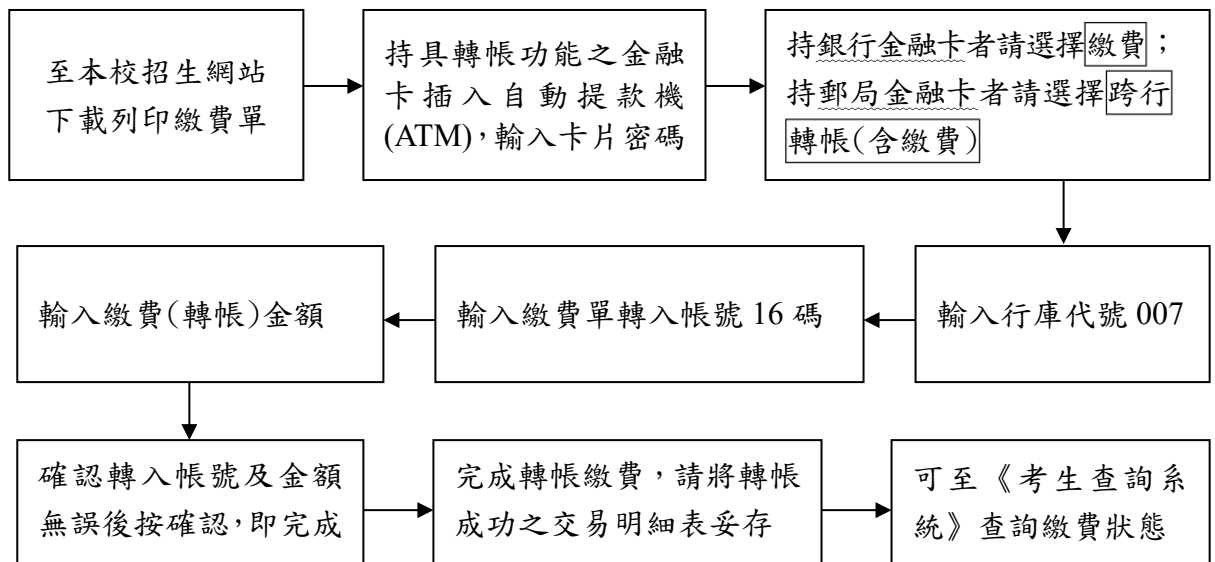 至本校招生網站
下載列印繳費單
持具轉帳功能之金融
卡插入自動提款機
(ATM)，輸入卡片密碼
持銀行金融卡者請選擇繳費；
持郵局金融卡者請選擇跨行
轉帳(含繳費)
輸入行庫代號 007
輸入繳費單轉入帳號 16 碼
輸入繳費(轉帳)金額
確認轉入帳號及金額
無誤後按確認，即完成
完成轉帳繳費，請將轉帳
成功之交易明細表妥存
可至《考生查詢系
統》查詢繳費狀態